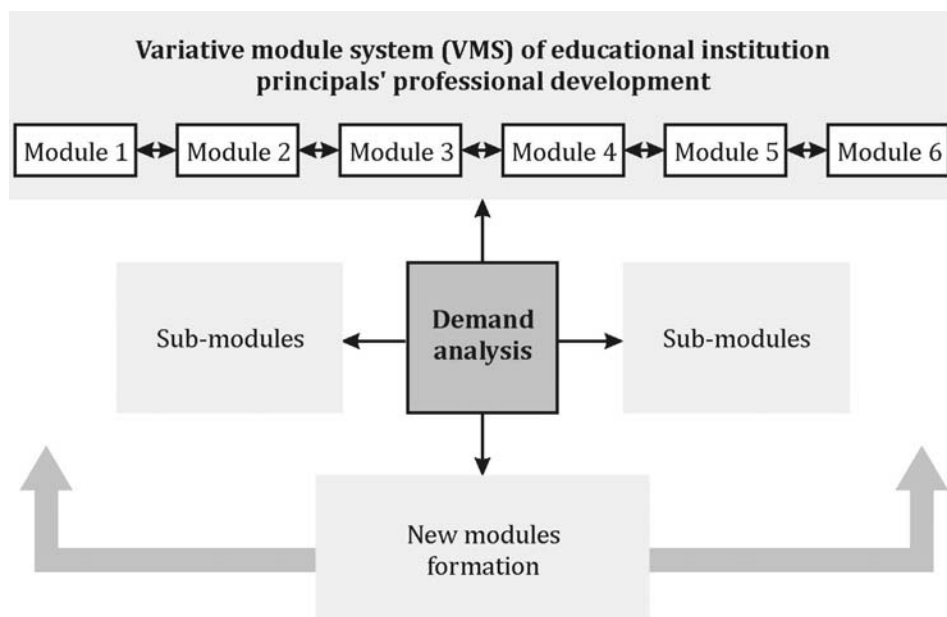 Variative module system (VMS) of educational institution
principals' professional development
Module 1
Module 2
Module 3
Module 4
Module 5
Module 6
Sub-modules
Demand
analysis
Sub-modules
New modules
formation